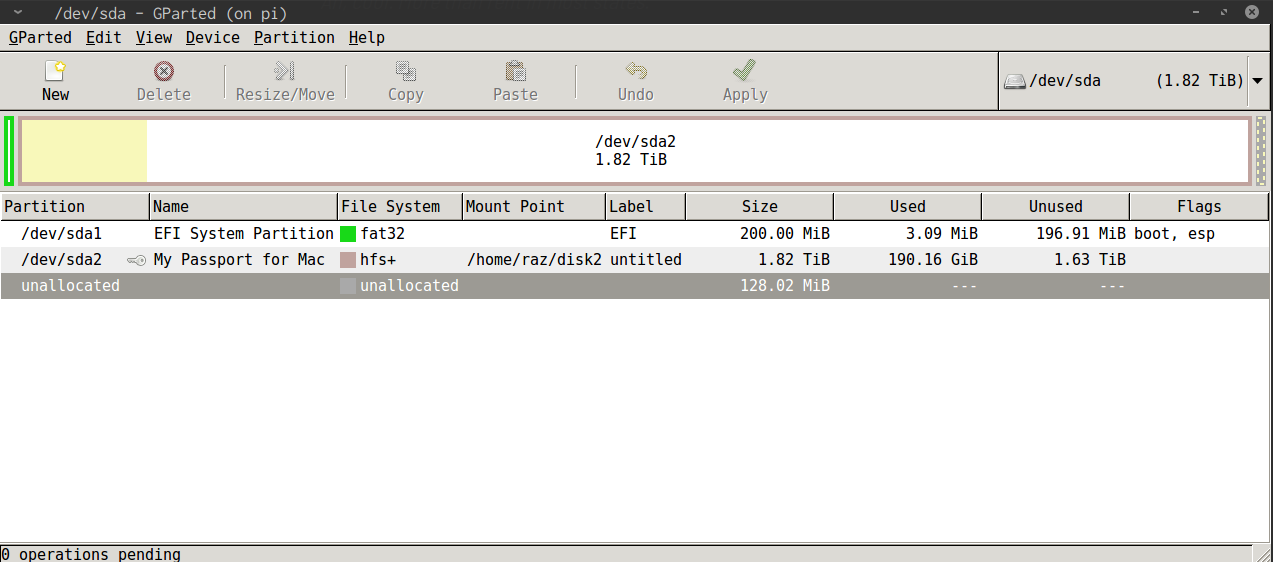 /dev/sda - GParted (on pi)
GParted Edit View Device Partition Help
New Delete Resize/Move Copy Paste Undo Apply /dev/sda (1.82 TiB)
/dev/sda2
1.82 TiB
Partition Name File System Mount Point Label Size Used Unused Flags
/dev/sda1 EFI System Partition fat32 EFI 200.00 MiB 3.09 MiB 196.91 MiB boot, esp
/dev/sda2 My Passport for Mac hfs+ /home/raz/disk2 untitled 1.82 TiB 190.16 GiB 1.63 TiB
unallocated unallocated 128.02 MiB --- ---
0 operations pending